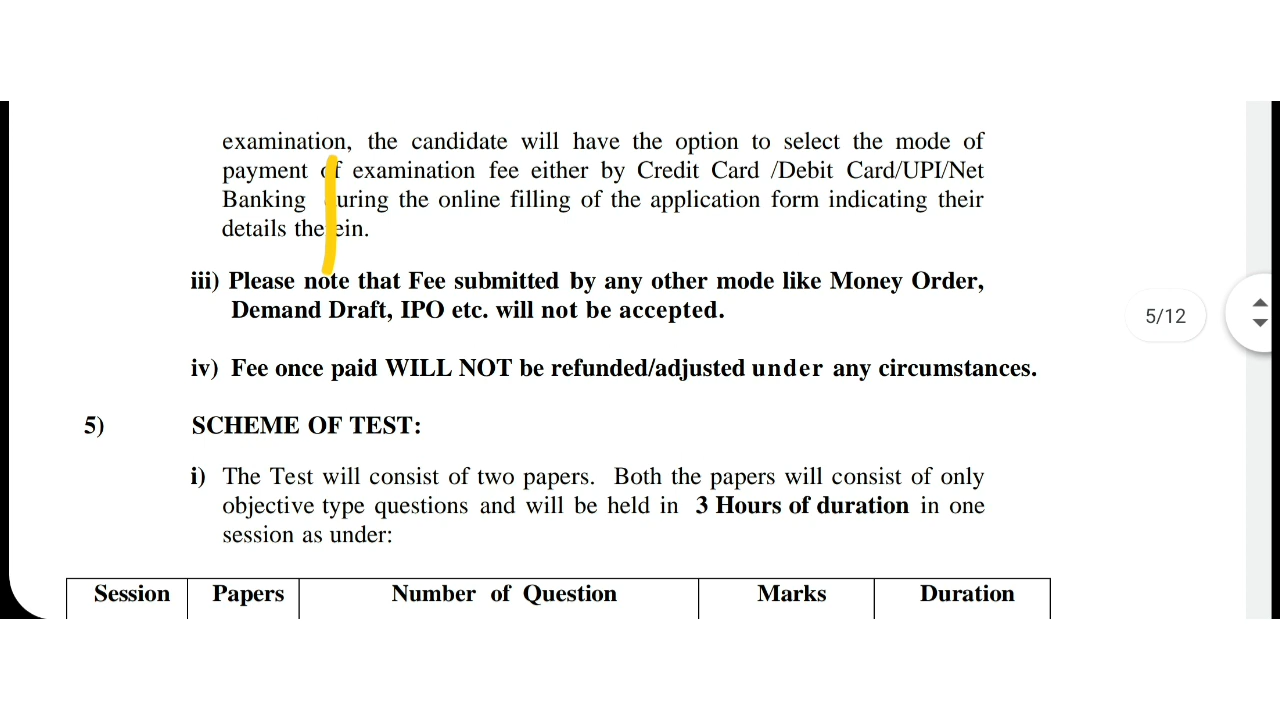 examination, the candidate will have the option to select the mode of
payment of examination fee either by Credit Card /Debit Card/UPI/Net
Banking during the online filling of the application form indicating their
details therein.
iii) Please note that Fee submitted by any other mode like Money Order,
Demand Draft, IPO etc. will not be accepted.
iv) Fee once paid WILL NOT be refunded/adjusted under any circumstances.
5) SCHEME OF TEST:
i) The Test will consist of two papers. Both the papers will consist of only
objective type questions and will be held in 3 Hours of duration in one
session as under:
Session Papers Number of Question Marks Duration
5/12